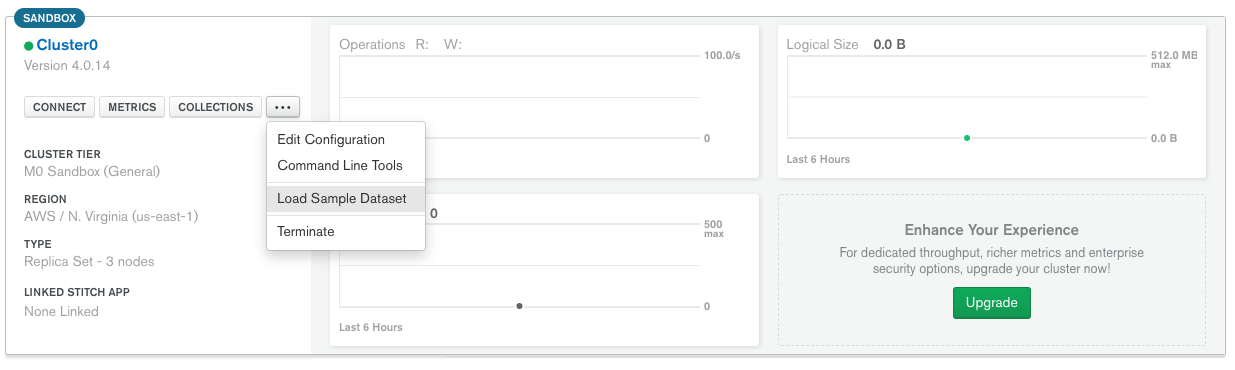 SANDBOX
Cluster0
Version 4.0.14
CONNECT
METRICS
COLLECTIONS
...
Edit Configuration
Command Line Tools
Load Sample Dataset
Terminate
CLUSTER TIER
M0 Sandbox (General)
REGION
AWS / N. Virginia (us-east-1)
TYPE
Replica Set - 3 nodes
LINKED STITCH APP
None Linked
Operations R: W:
100.0/s
0
Logical Size 0.0 B
512.0 MB
max
0.0 B
Last 6 Hours
0
500
max
0
Last 6 Hours
Enhance Your Experience
For dedicated throughput, richer metrics and enterprise
security options, upgrade your cluster now!
Upgrade